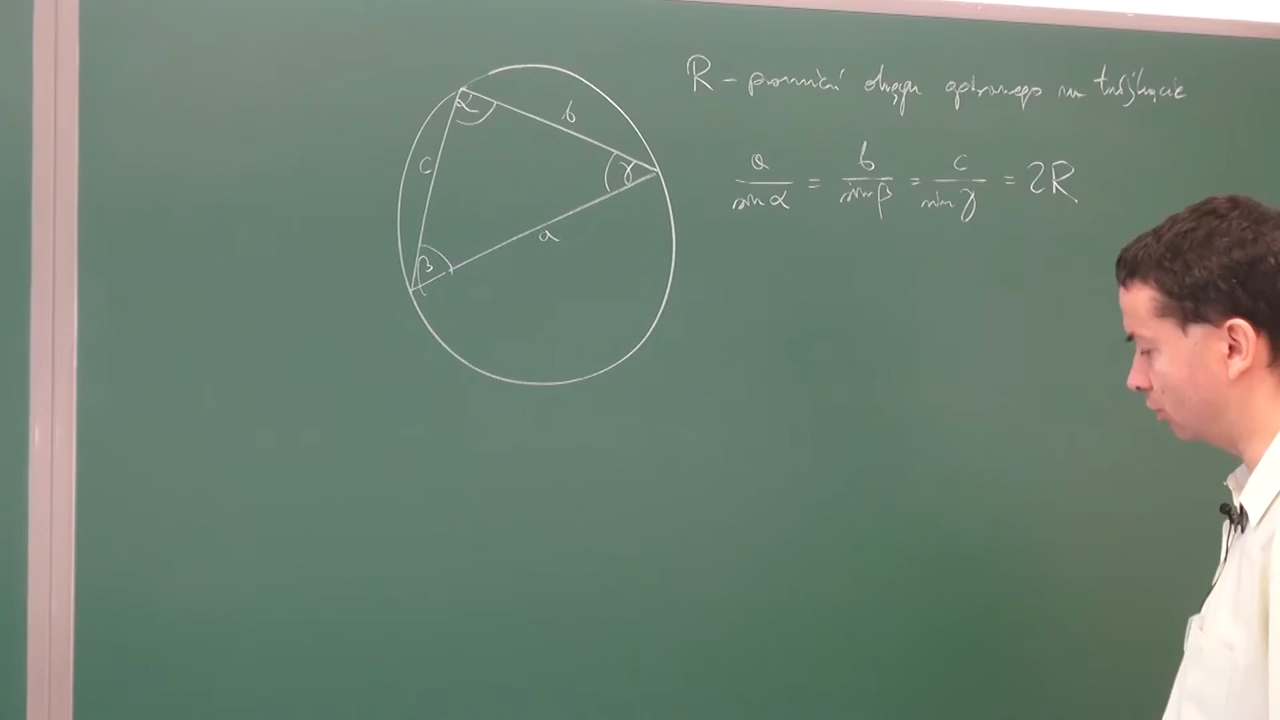 R - promień okręgu opisanego na trójkącie
a/sin α = b/sin β = c/sin γ = 2R
α
b
c
γ
a
β